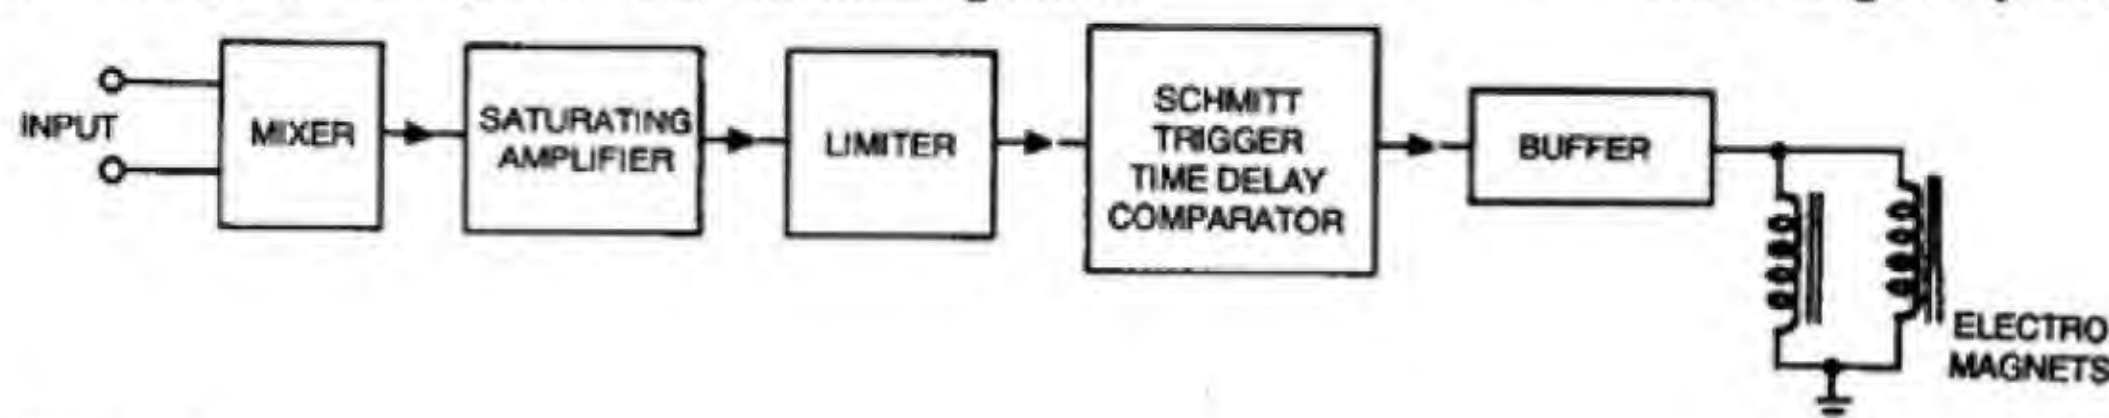 INPUT
MIXER
SATURATING
AMPLIFIER
LIMITER
SCHMITT
TRIGGER
TIME DELAY
COMPARATOR
BUFFER
ELECTRO
MAGNETS